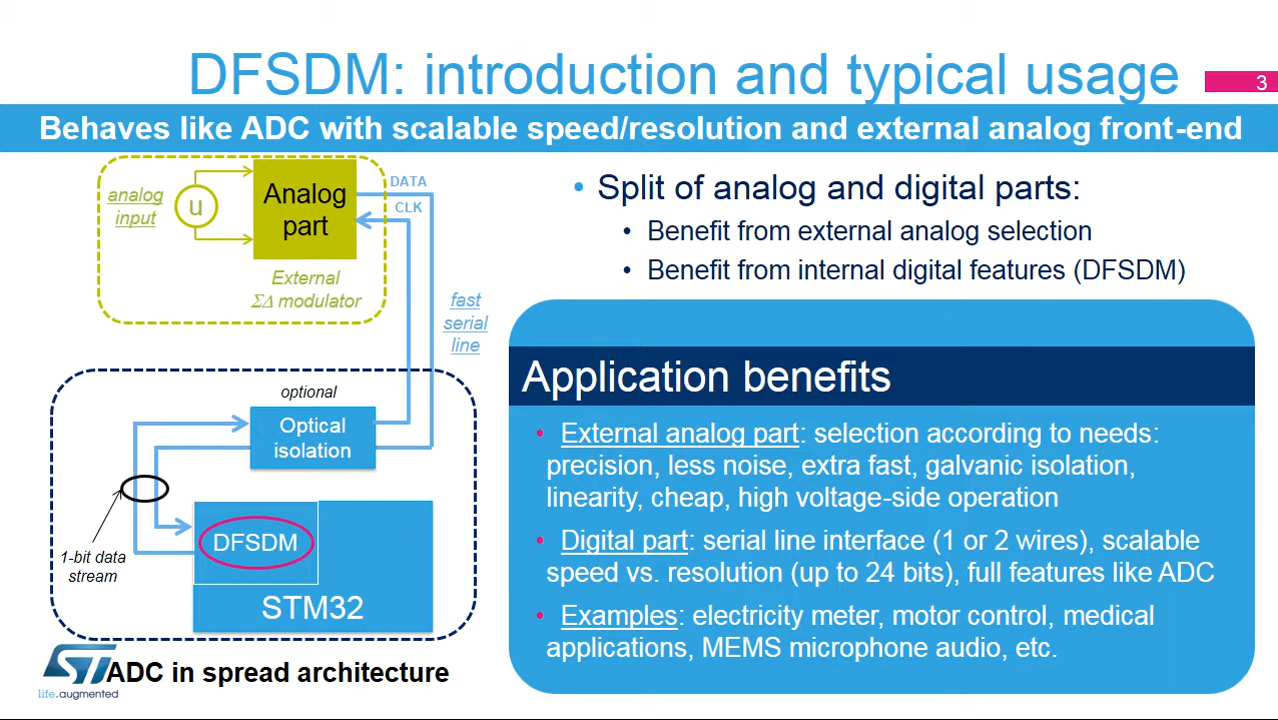 DFSDM: introduction and typical usage
3
Behaves like ADC with scalable speed/resolution and external analog front-end
analog
input
u
Analog
part
DATA
CLK
External
ΣΔ modulator
fast
serial
line
optional
Optical
isolation
1-bit data
stream
DFSDM
STM32
ST
life.augmented
ADC in spread architecture
• Split of analog and digital parts:
• Benefit from external analog selection
• Benefit from internal digital features (DFSDM)
Application benefits
• External analog part: selection according to needs:
precision, less noise, extra fast, galvanic isolation,
linearity, cheap, high voltage-side operation
• Digital part: serial line interface (1 or 2 wires), scalable
speed vs. resolution (up to 24 bits), full features like ADC
• Examples: electricity meter, motor control, medical
applications, MEMS microphone audio, etc.